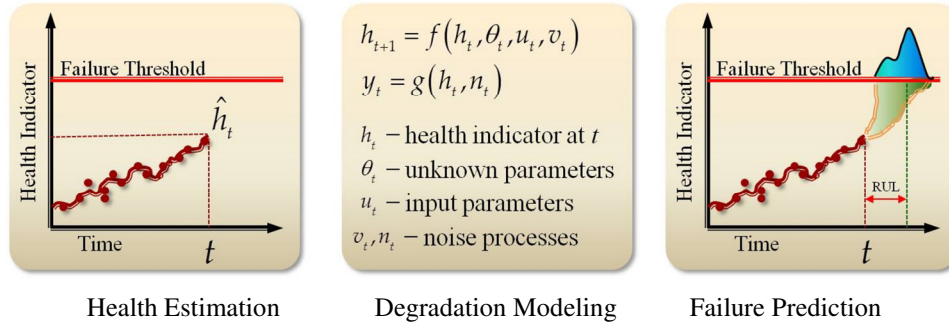 Health Indicator
Failure Threshold
ĥ_t
Time
t
h_{t+1} = f(h_t, θ_t, u_t, v_t)
y_t = g(h_t, n_t)
h_t – health indicator at t
θ_t – unknown parameters
u_t – input parameters
v_t, n_t – noise processes
Health Indicator
Failure Threshold
RUL
Time
t
Health Estimation
Degradation Modeling
Failure Prediction